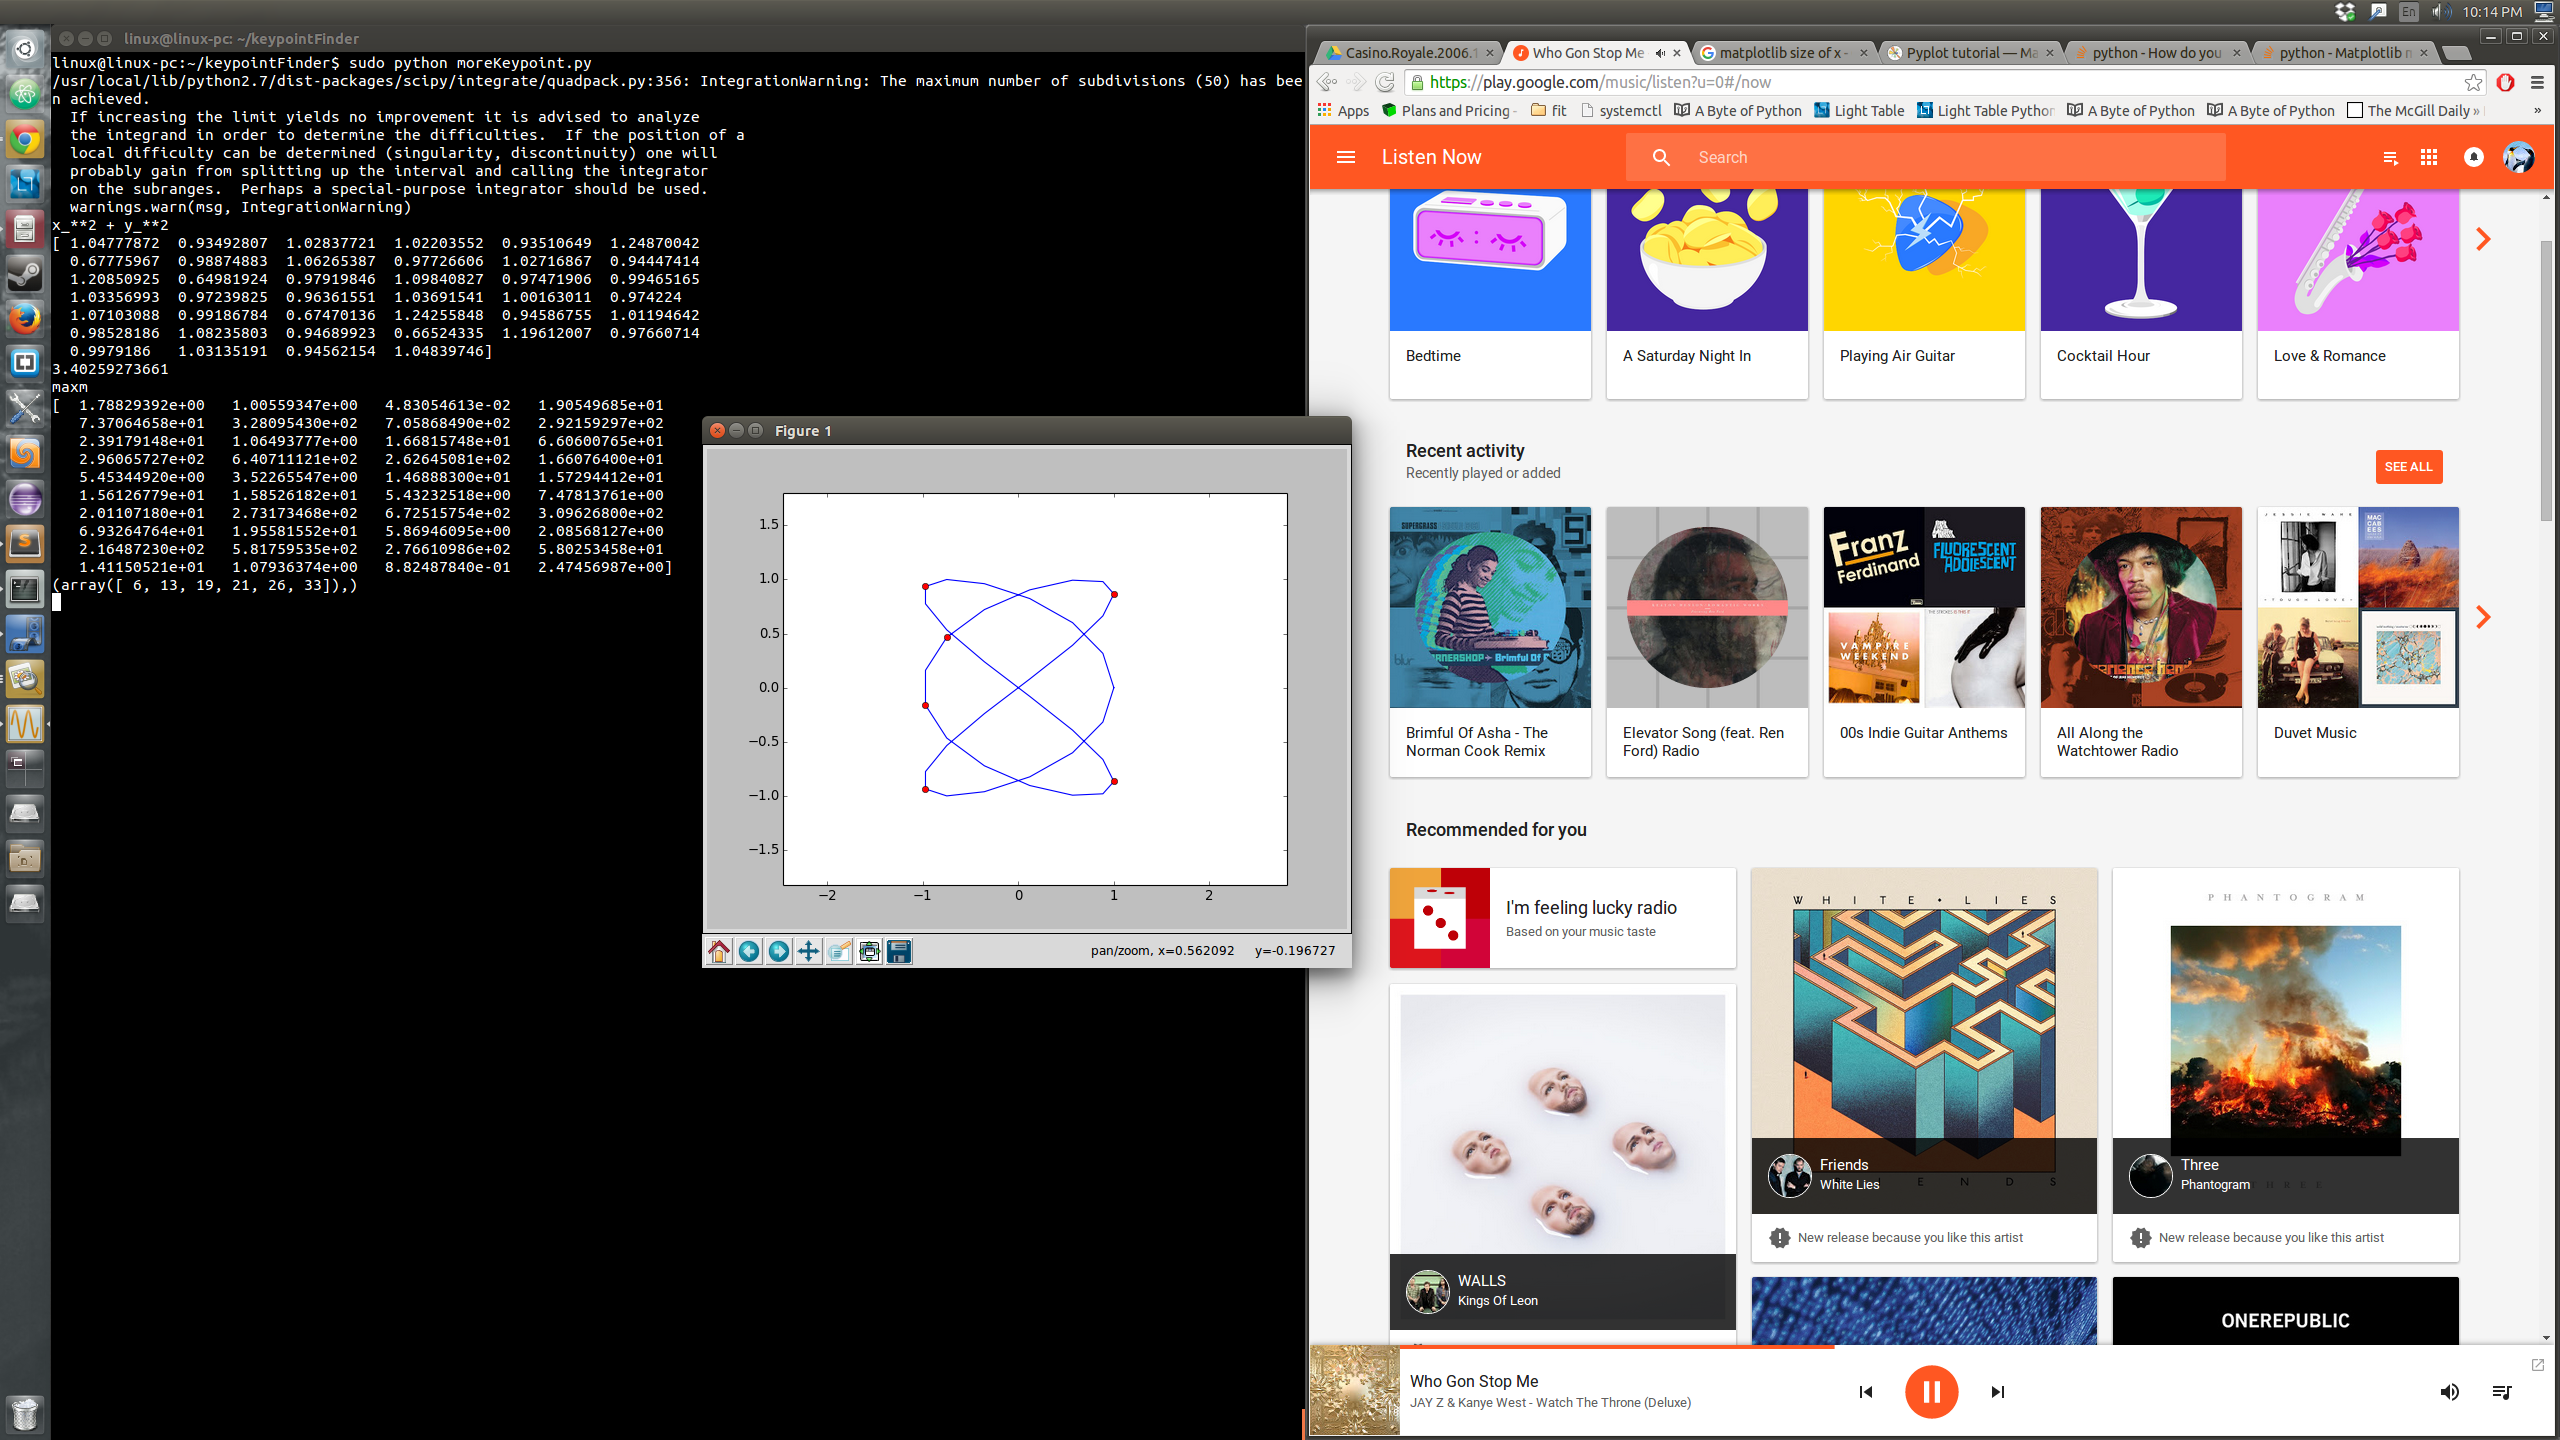 En
10:14 PM
linux@linux-pc: ~/keypointFinder
linux@linux-pc:~/keypointFinder$ sudo python moreKeypoint.py
/usr/local/lib/python2.7/dist-packages/scipy/integrate/quadpack.py:356: IntegrationWarning: The maximum number of subdivisions (50) has bee
n achieved.
If increasing the limit yields no improvement it is advised to analyze
the integrand in order to determine the difficulties.  If the position of a
local difficulty can be determined (singularity, discontinuity) one will
probably gain from splitting up the interval and calling the integrator
on the subranges.  Perhaps a special-purpose integrator should be used.
warnings.warn(msg, IntegrationWarning)
x_**2 + y_**2
[ 1.04777872  0.93492807  1.02837721  1.02203552  0.93510649  1.24870042
0.67775967  0.98874883  1.06265387  0.97726606  1.02716867  0.94447414
1.20850925  0.64981924  0.97919846  1.09840827  0.97471906  0.99465165
1.03356993  0.97239825  0.96361551  1.03691541  1.00163011  0.974224
1.07103088  0.99186784  0.67470136  1.24255848  0.94586755  1.01194642
0.98528186  1.08235803  0.94689923  0.66524335  1.19612007  0.97660714
0.9979186   1.03135191  0.94562154  1.04839746]
3.40259273661
maxm
[  1.78829392e+00   1.00559347e+00   4.83054613e-02   1.90549685e+01
7.37064658e+01   3.28095430e+02   7.05868490e+02   2.92159297e+02
2.39179148e+01   1.06493777e+00   1.66815748e+01   6.60600765e+01
2.96065727e+02   6.40711121e+02   2.62645081e+02   1.66076400e+01
5.45344920e+00   3.52265547e+00   1.46888300e+01   1.57294412e+01
1.56126779e+01   1.58526182e+01   5.43232518e+00   7.47813761e+00
2.01107180e+01   2.73173468e+02   6.72515754e+02   3.09626800e+02
6.93264764e+01   1.95581552e+01   5.86946095e+00   2.08568127e+00
2.16487230e+02   5.81759535e+02   2.76610986e+02   5.80253458e+01
1.41150521e+01   1.07936374e+00   8.82487840e-01   2.47456987e+00]
(array([ 6, 13, 19, 21, 26, 33]),)
Figure 1
1.5
1.0
0.5
0.0
−0.5
−1.0
−1.5
−2 −1 0 1 2
pan/zoom, x=0.562092 y=-0.196727
Casino.Royale.2006.1
Who Gon Stop Me
matplotlib size of x -
Pyplot tutorial — Ma
python - How do you
python - Matplotlib n
https://play.google.com/music/listen?u=0#/now
Apps
Plans and Pricing -
fit
systemctl
A Byte of Python
Light Table
Light Table Python
A Byte of Python
A Byte of Python
The McGill Daily »
»
Listen Now
Search
Bedtime
A Saturday Night In
Playing Air Guitar
Cocktail Hour
Love & Romance
Recent activity
Recently played or added
SEE ALL
SUPERGRASS
5
CORNERSHOP
Brimful Of
blur
FRANZ
Ferdinand
ARCTIC MONKEYS
FLUORESCENT
ADOLESCENT
VAMPIRE
WEEKEND
JESSIE WARE
TOUGH LOVE
THE MACCABEES
Brimful Of Asha - The
Norman Cook Remix
Elevator Song (feat. Ren
Ford) Radio
00s Indie Guitar Anthems
All Along the
Watchtower Radio
Duvet Music
Recommended for you
I'm feeling lucky radio
Based on your music taste
WHITE • LIES
PHANTOGRAM
WALLS
Kings Of Leon
Friends
White Lies
ENDS
New release because you like this artist
Three
Phantogram
THREE
New release because you like this artist
ONEREPUBLIC
Who Gon Stop Me
JAY Z & Kanye West - Watch The Throne (Deluxe)